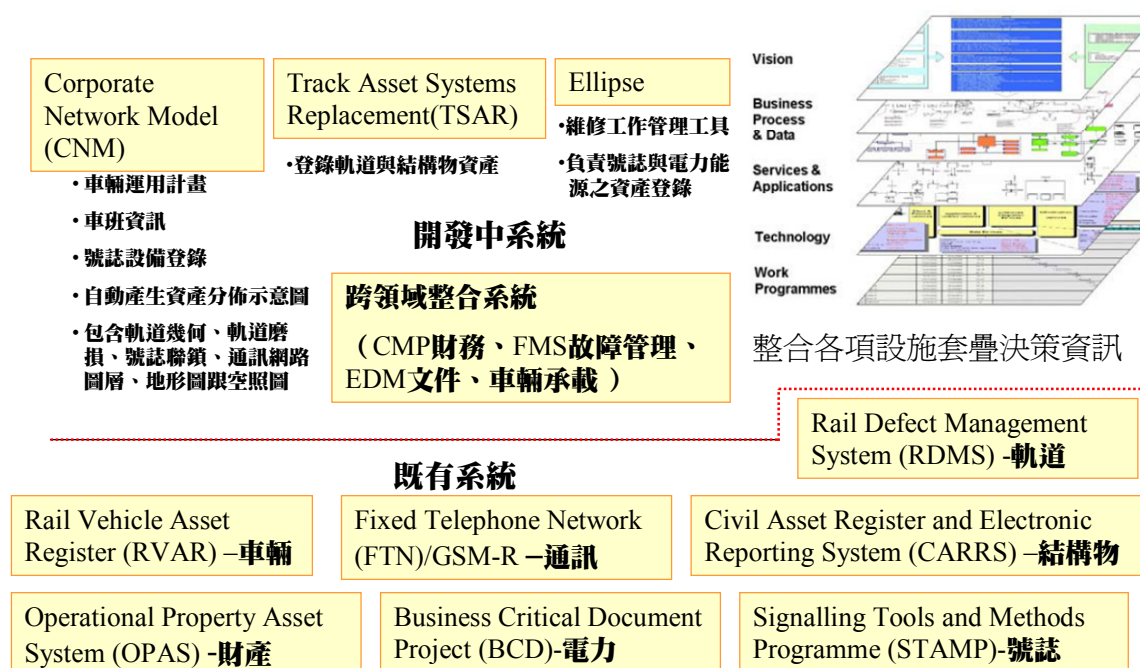 Corporate
Network Model
(CNM)
•車輛運用計畫
•車班資訊
•號誌設備登錄
•自動產生資產分佈示意圖
•包含軌道幾何、軌道磨
損、號誌聯鎖、通訊網路
圖層、地形圖跟空照圖
Track Asset Systems
Replacement(TSAR)
•登錄軌道與結構物資產
Ellipse
•維修工作管理工具
•負責號誌與電力能
源之資產登錄
開發中系統
跨領域整合系統
（CMP財務、FMS故障管理、
EDM文件、車輛承載 ）
Vision
Business
Process
& Data
Services &
Applications
Technology
Work
Programmes
整合各項設施套疊決策資訊
Rail Defect Management
System (RDMS) -軌道
既有系統
Rail Vehicle Asset
Register (RVAR) –車輛
Fixed Telephone Network
(FTN)/GSM-R –通訊
Civil Asset Register and Electronic
Reporting System (CARRS) –結構物
Operational Property Asset
System (OPAS) -財產
Business Critical Document
Project (BCD)-電力
Signalling Tools and Methods
Programme (STAMP)-號誌